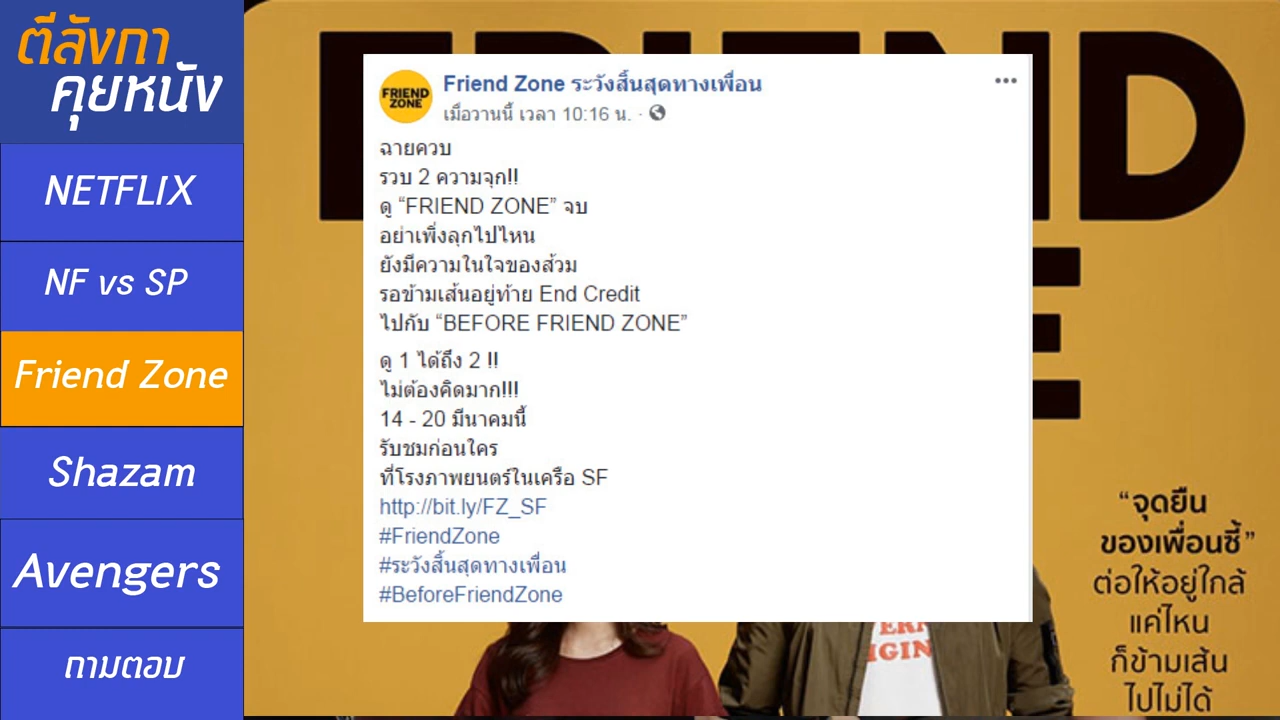 ตีลังกา
คุยหนัง
NETFLIX
NF vs SP
Friend Zone
Shazam
Avengers
ถามตอบ
FRIEND
ZONE
Friend Zone ระวังสิ้นสุดทางเพื่อน
เมื่อวานนี้ เวลา 10:16 น. ·
ฉายควบ
รวบ 2 ความจุก!!
ดู “FRIEND ZONE” จบ
อย่าเพิ่งลุกไปไหน
ยังมีความในใจของส้วม
รอข้ามเส้นอยู่ท้าย End Credit
ไปกับ “BEFORE FRIEND ZONE”
ดู 1 ได้ถึง 2 !!
ไม่ต้องคิดมาก!!!
14 - 20 มีนาคมนี้
รับชมก่อนใคร
ที่โรงภาพยนตร์ในเครือ SF
http://bit.ly/FZ_SF
#FriendZone
#ระวังสิ้นสุดทางเพื่อน
#BeforeFriendZone
“จุดยืน
ของเพื่อนซี้”
ต่อให้อยู่ใกล้
แค่ไหน
ก็ข้ามเส้น
ไปไม่ได้